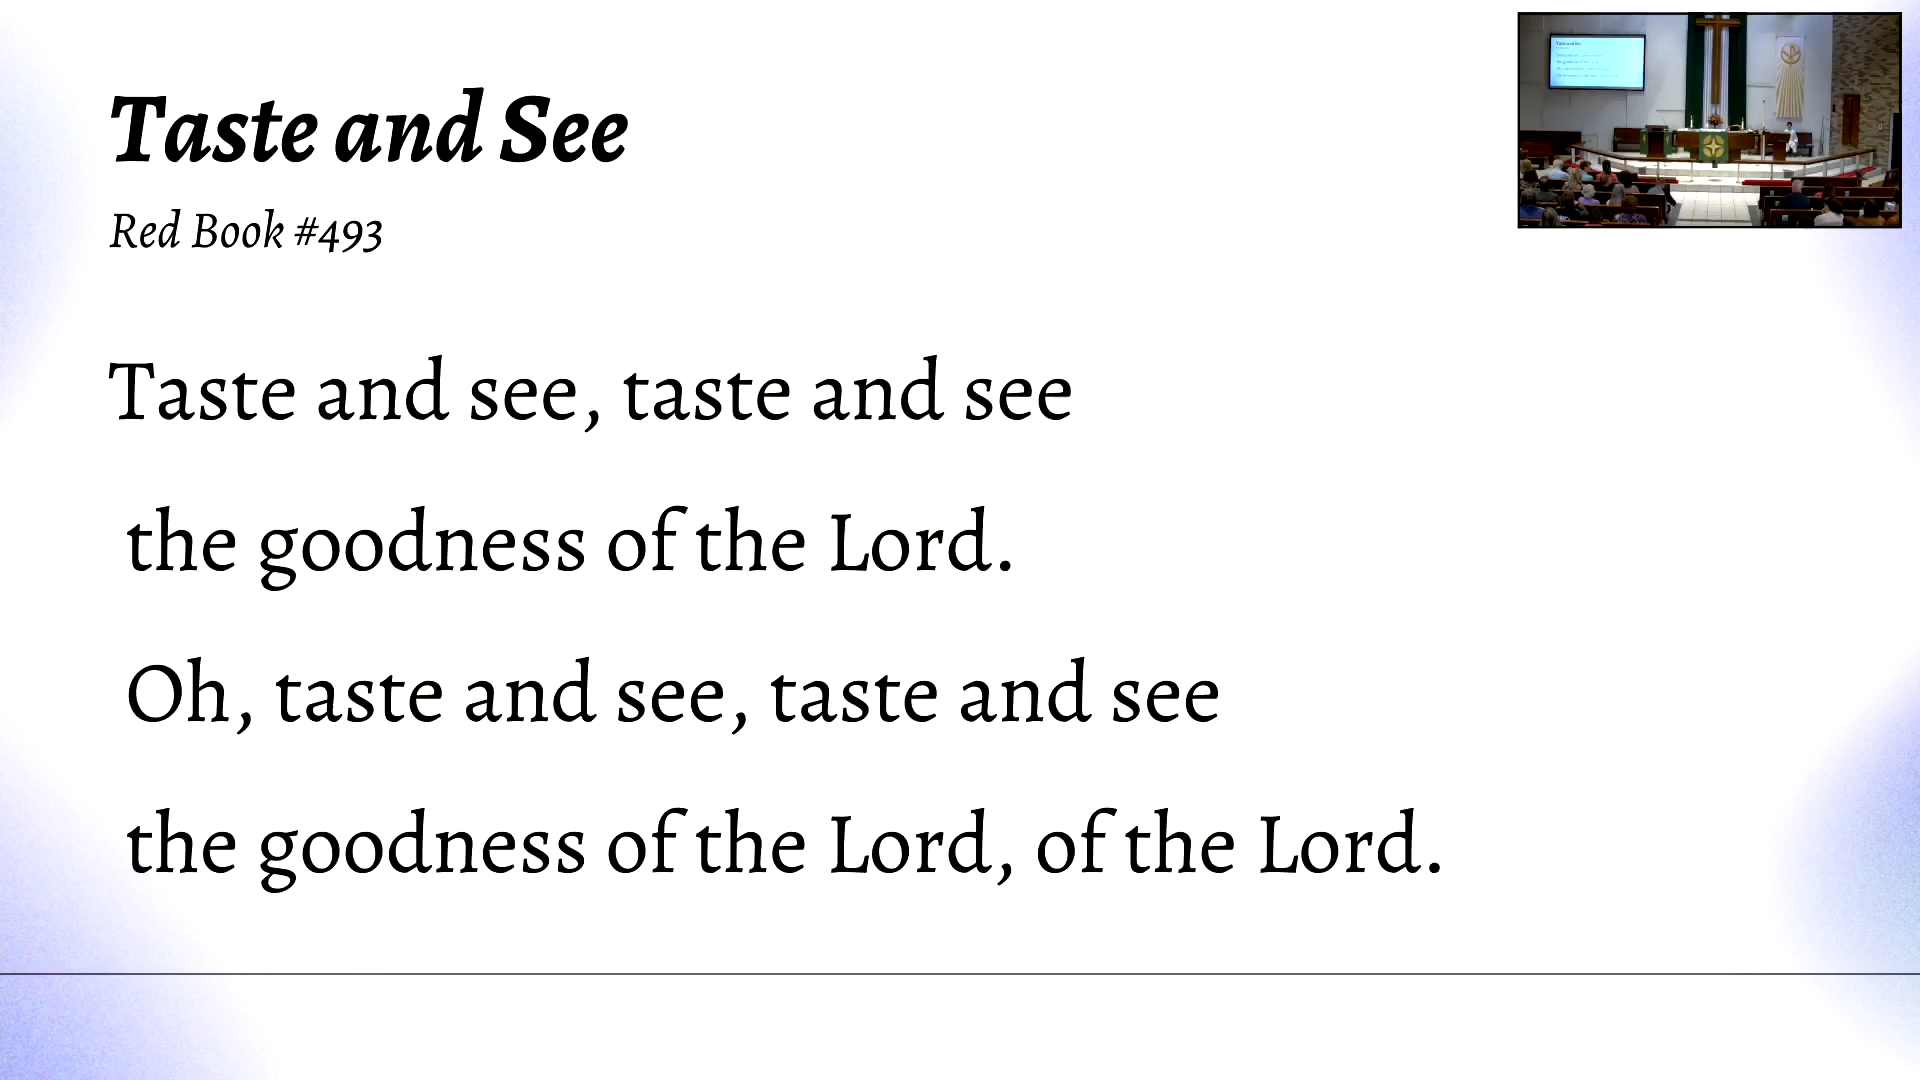 Taste and See
Red Book #493
Taste and see, taste and see
the goodness of the Lord.
Oh, taste and see, taste and see
the goodness of the Lord, of the Lord.